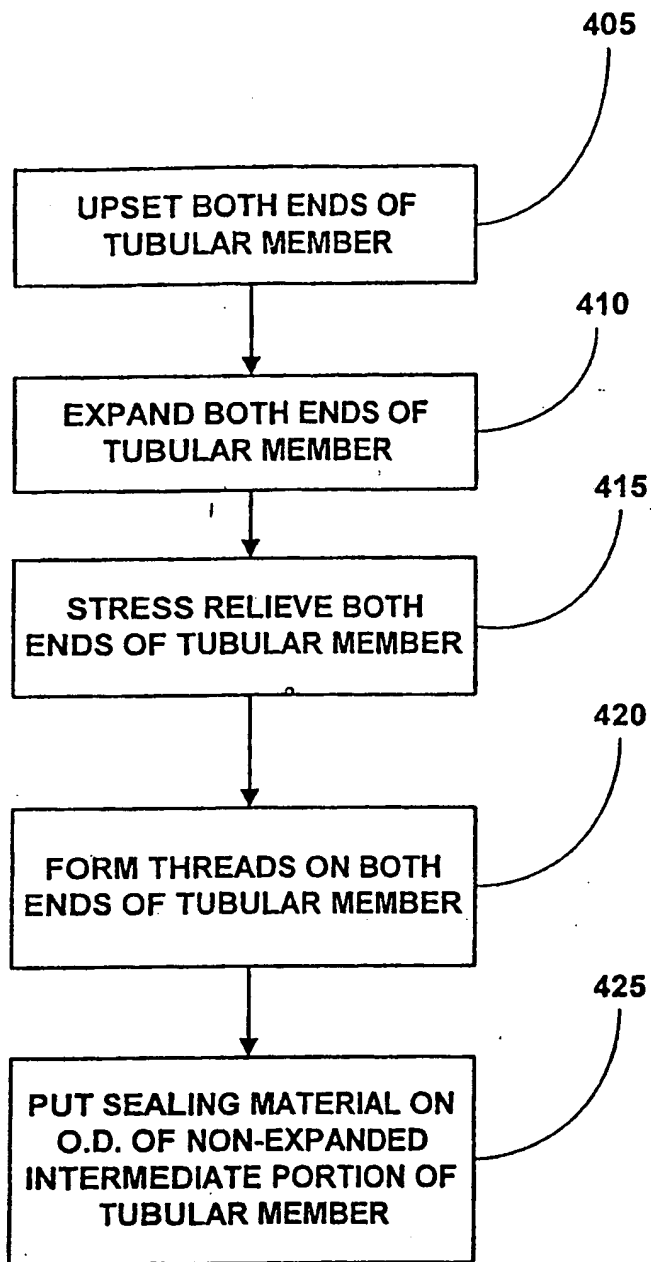 405
UPSET BOTH ENDS OF
TUBULAR MEMBER
410
EXPAND BOTH ENDS OF
TUBULAR MEMBER
415
STRESS RELIEVE BOTH
ENDS OF TUBULAR MEMBER
420
FORM THREADS ON BOTH
ENDS OF TUBULAR MEMBER
425
PUT SEALING MATERIAL ON
O.D. OF NON-EXPANDED
INTERMEDIATE PORTION OF
TUBULAR MEMBER